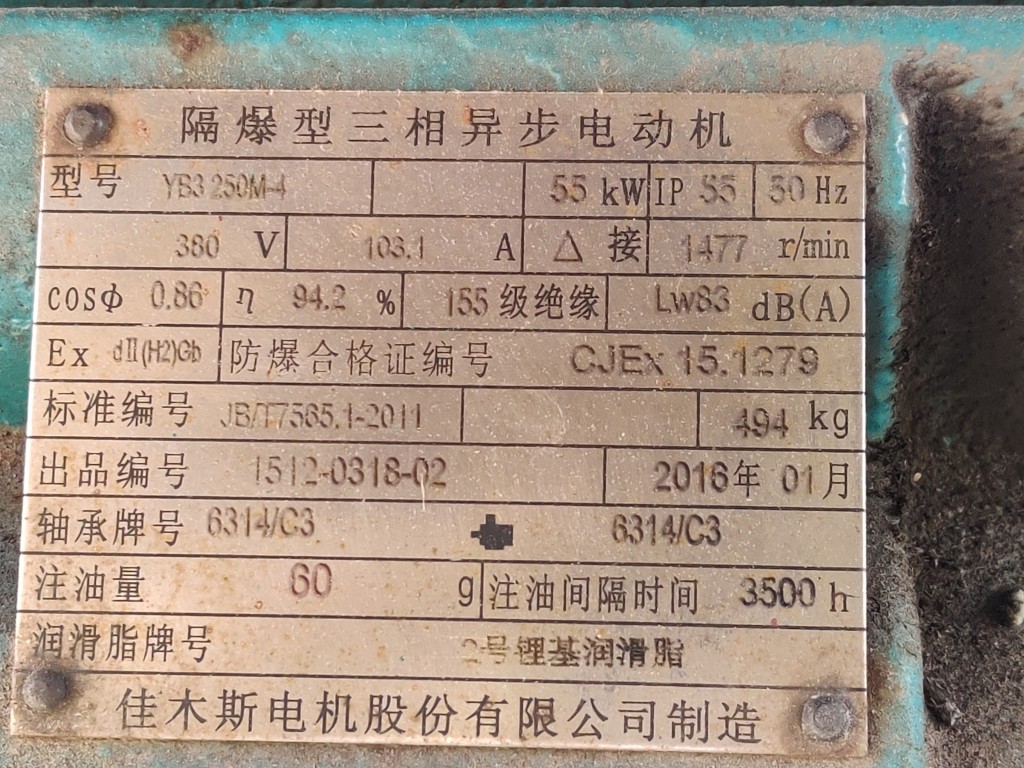 隔爆型三相异步电动机
型号 YB3 250M-4 55 kW IP 55 50 Hz
380 V 103.1 A △ 接 1477 r/min
COSΦ 0.86 η 94.2 % 155 级绝缘 Lw83 dB(A)
Ex dⅡ(H2)Gb 防爆合格证编号 CJEx 15.1279
标准编号 JB/T7565.1-2011 494 kg
出品编号 1512-0318-02 2016年 01月
轴承牌号 6314/C3 6314/C3
注油量 60 g 注油间隔时间 3500 h
润滑脂牌号 2号锂基润滑脂
佳木斯电机股份有限公司制造